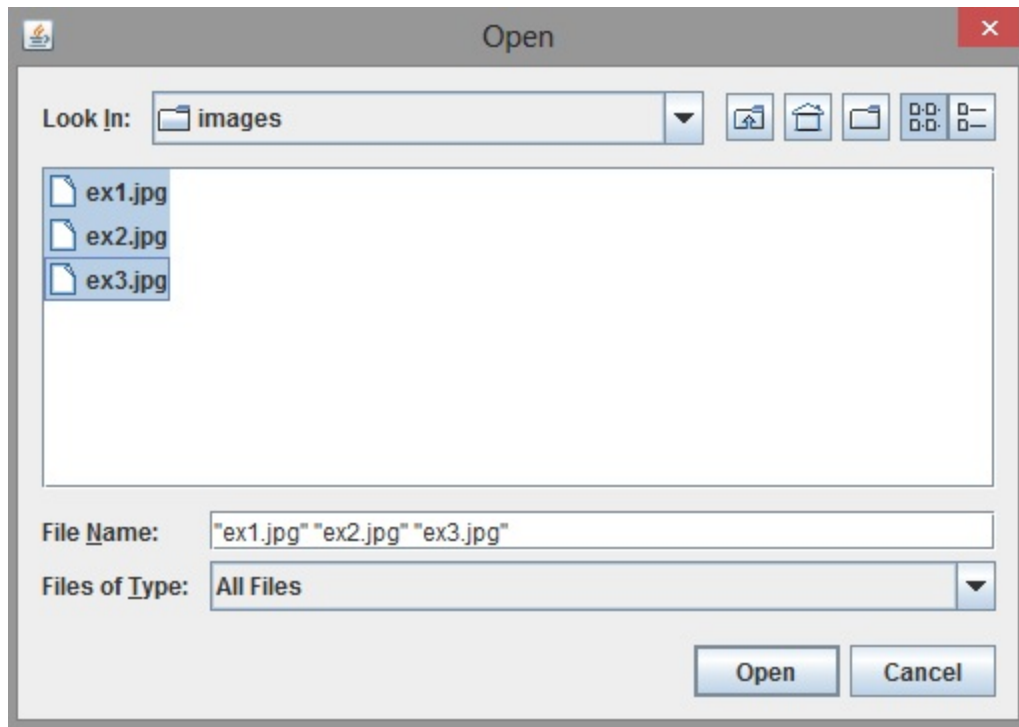 Open
Look In: images
ex1.jpg
ex2.jpg
ex3.jpg
File Name: "ex1.jpg" "ex2.jpg" "ex3.jpg"
Files of Type: All Files
Open Cancel